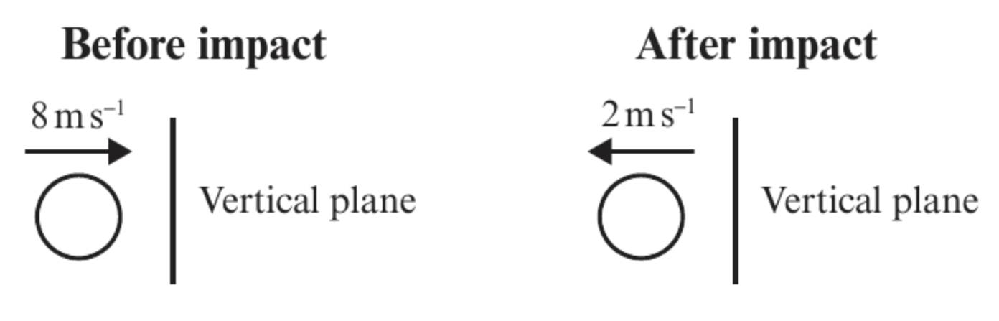 Before impact
After impact
8 m s⁻¹
2 m s⁻¹
Vertical plane
Vertical plane